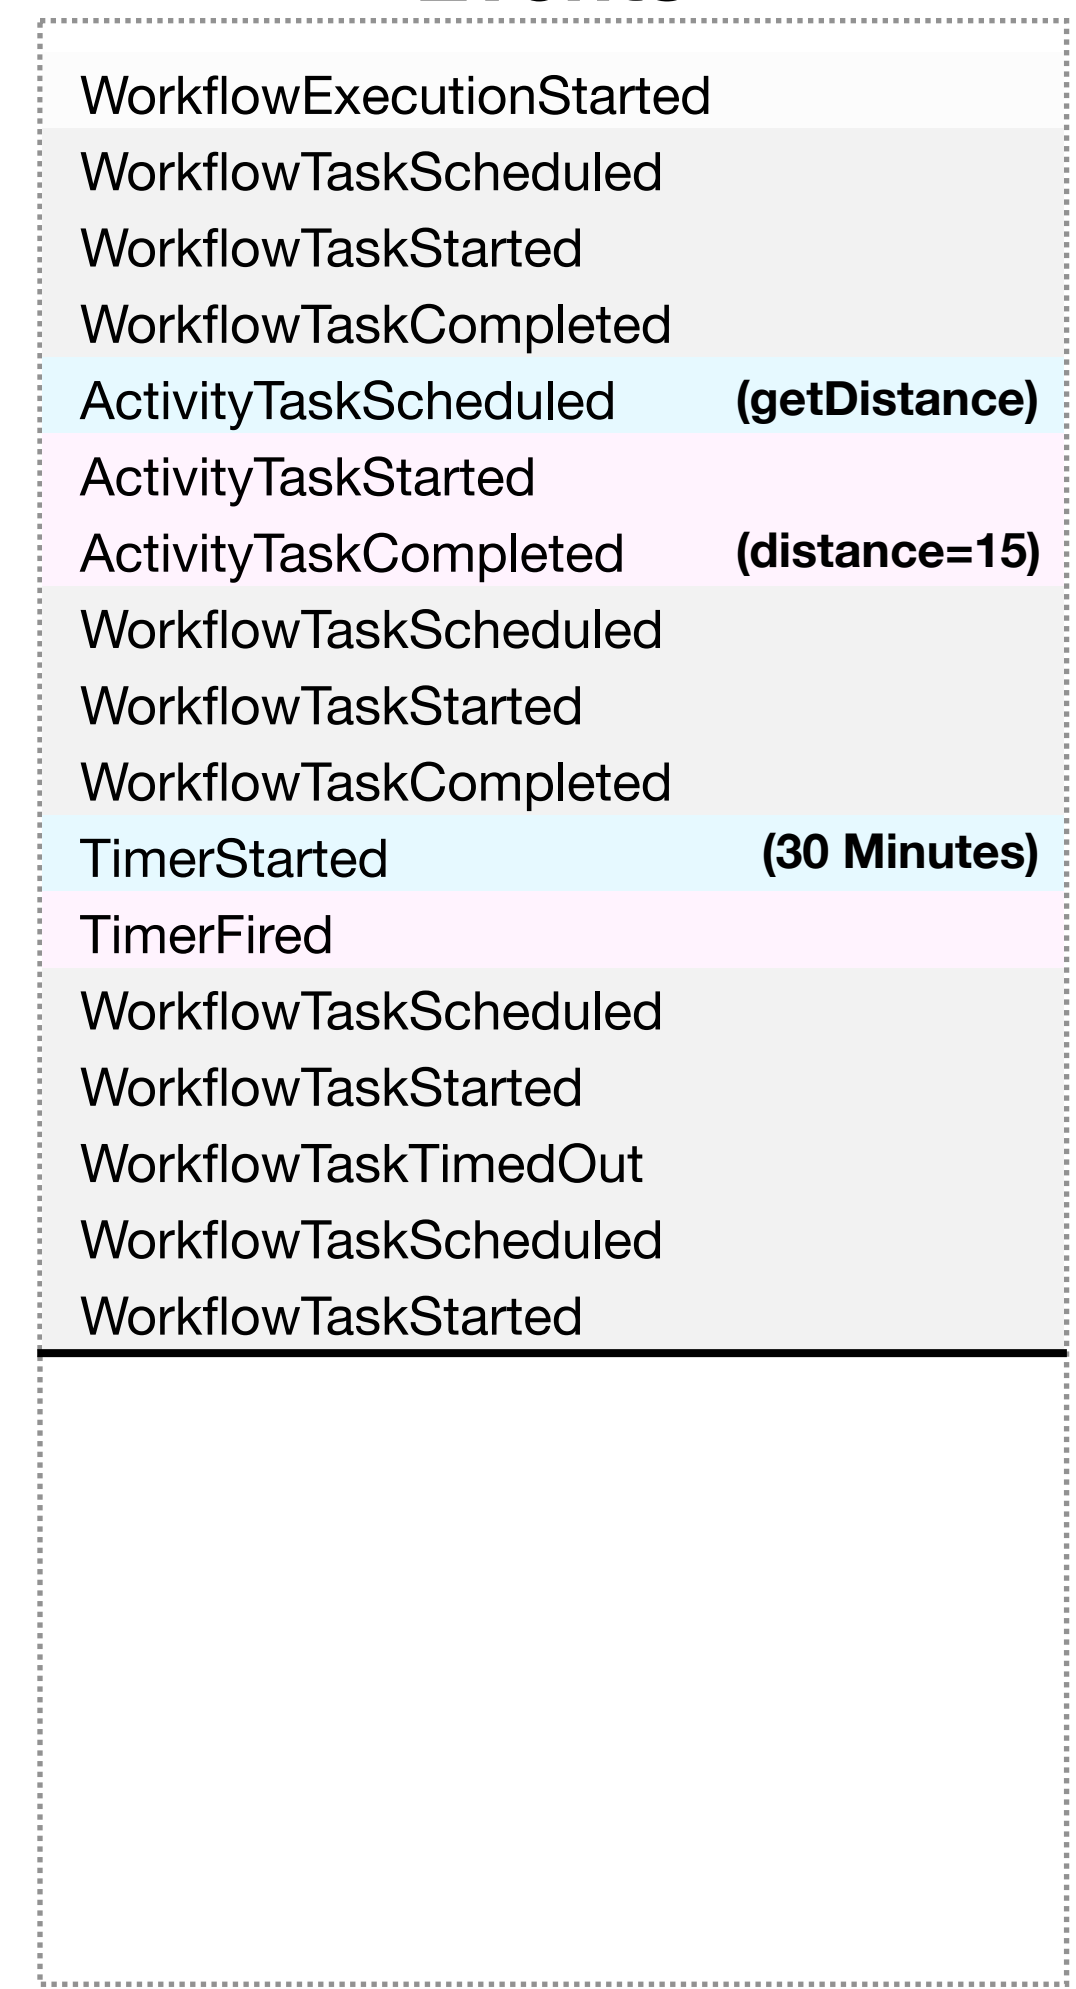 WorkflowExecutionStarted
WorkflowTaskScheduled
WorkflowTaskStarted
WorkflowTaskCompleted
ActivityTaskScheduled (getDistance)
ActivityTaskStarted
ActivityTaskCompleted (distance=15)
WorkflowTaskScheduled
WorkflowTaskStarted
WorkflowTaskCompleted
TimerStarted (30 Minutes)
TimerFired
WorkflowTaskScheduled
WorkflowTaskStarted
WorkflowTaskTimedOut
WorkflowTaskScheduled
WorkflowTaskStarted